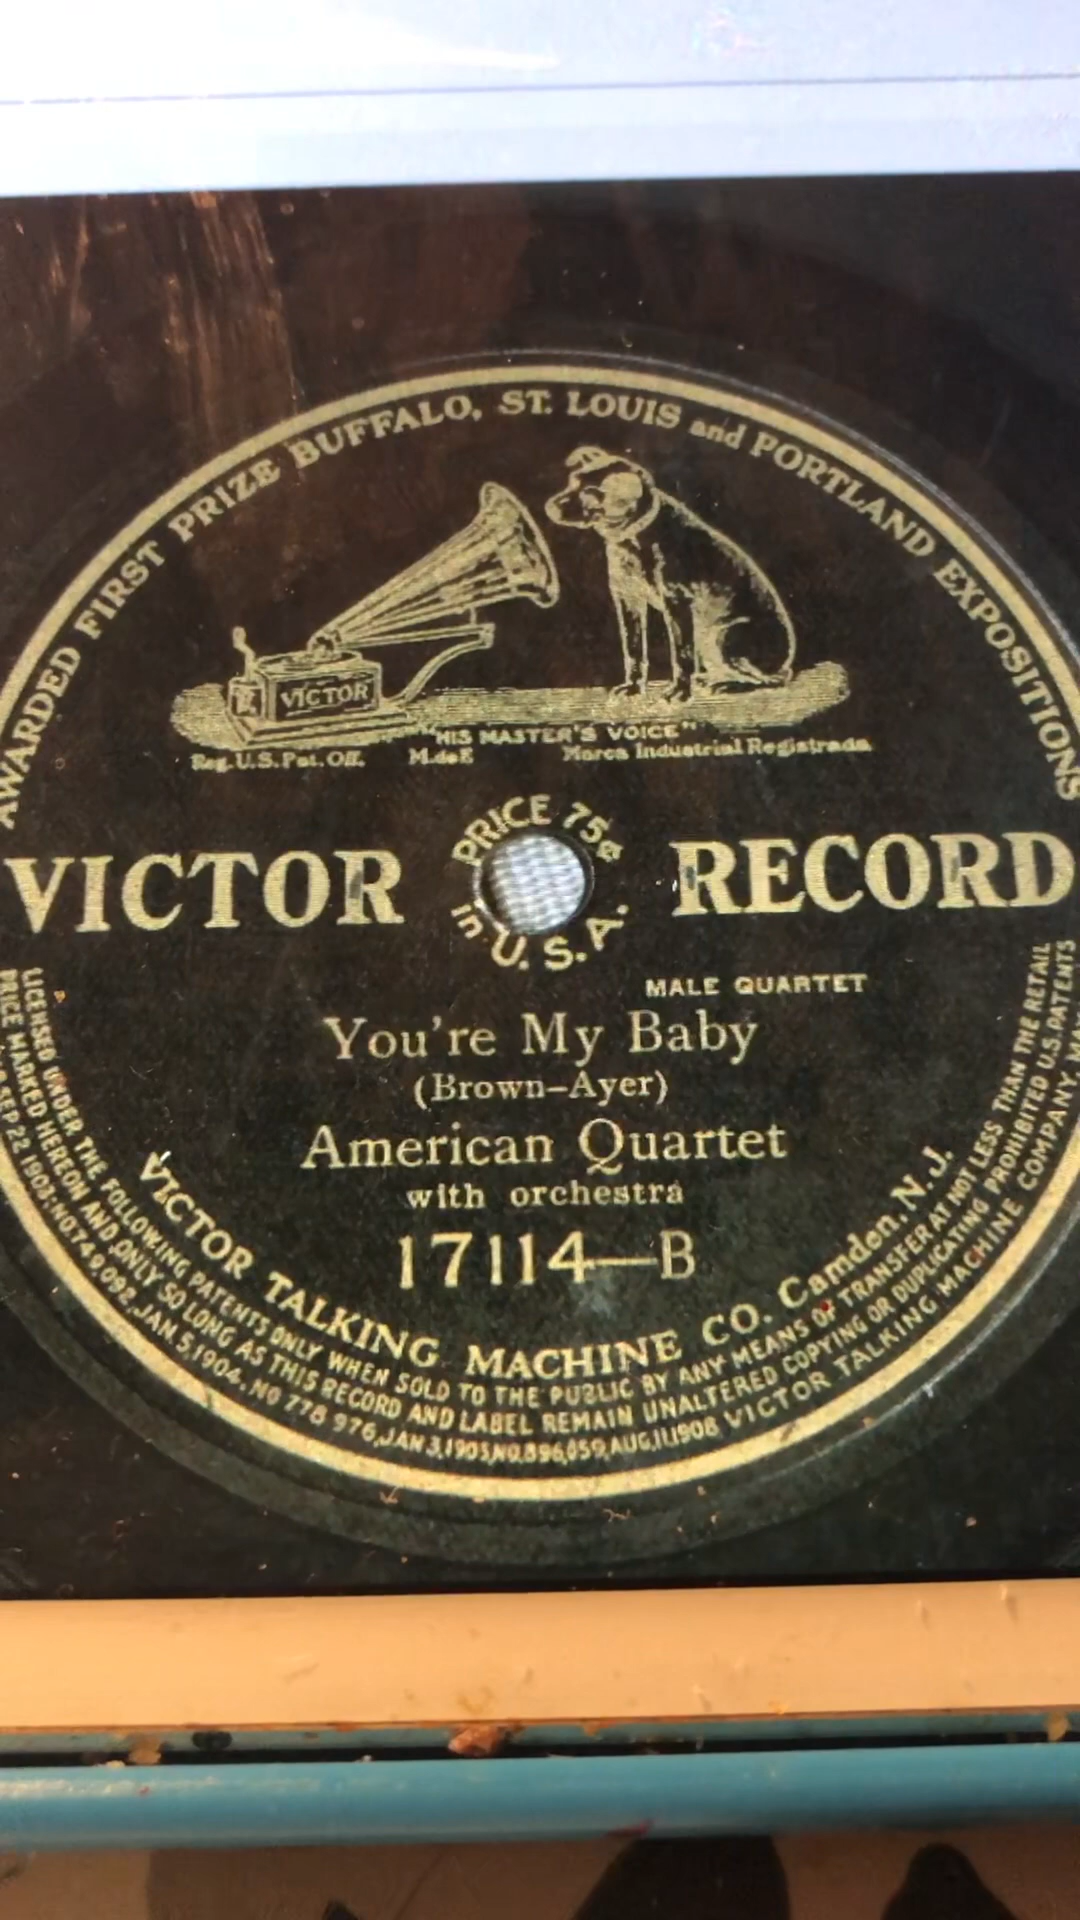 AWARDED FIRST PRIZE BUFFALO, ST. LOUIS and PORTLAND EXPOSITIONS
VICTOR
"HIS MASTER'S VOICE"
Reg. U.S. Pat. Off. M.deE Marca Industrial Registrada
PRICE 75¢
VICTOR RECORD
in U.S.A.
MALE QUARTET
You're My Baby
(Brown–Ayer)
American Quartet
with orchestra
17114—B
VICTOR TALKING MACHINE CO. Camden, N.J.
LICENSED UNDER THE FOLLOWING PATENTS ONLY WHEN SOLD TO THE PUBLIC BY ANY MEANS OF TRANSFER AT NOT LESS THAN THE RETAIL
PRICE MARKED HEREON AND ONLY SO LONG AS THIS RECORD AND LABEL REMAIN UNALTERED COPYING OR DUPLICATING PROHIBITED U.S. PATENTS
SEP 22 1903; NO. 749,092, JAN. 5, 1904. NO 778 976, JAN 3, 1905, NO. 896,059, AUG. 11, 1908 VICTOR TALKING MACHINE COMPANY,